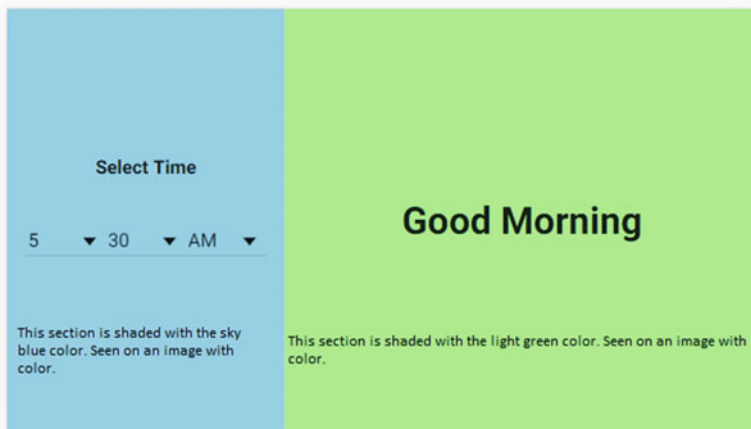 Select Time
5 30 AM
This section is shaded with the sky
blue color. Seen on an image with
color.
Good Morning
This section is shaded with the light green color. Seen on an image with
color.